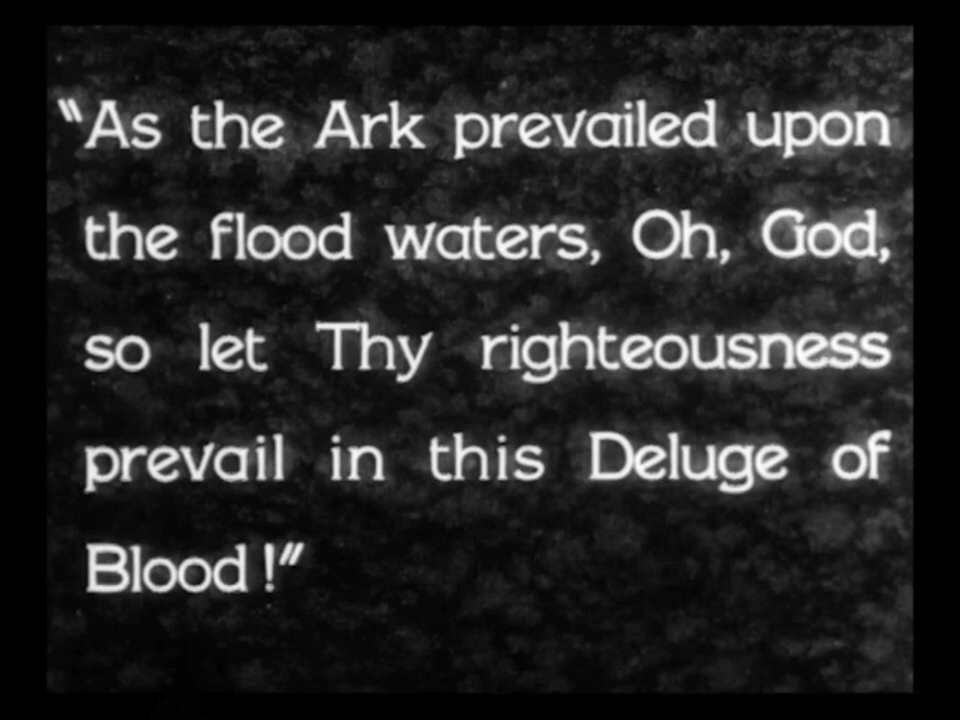 "As the Ark prevailed upon
the flood waters, Oh, God,
so let Thy righteousness
prevail in this Deluge of
Blood!"